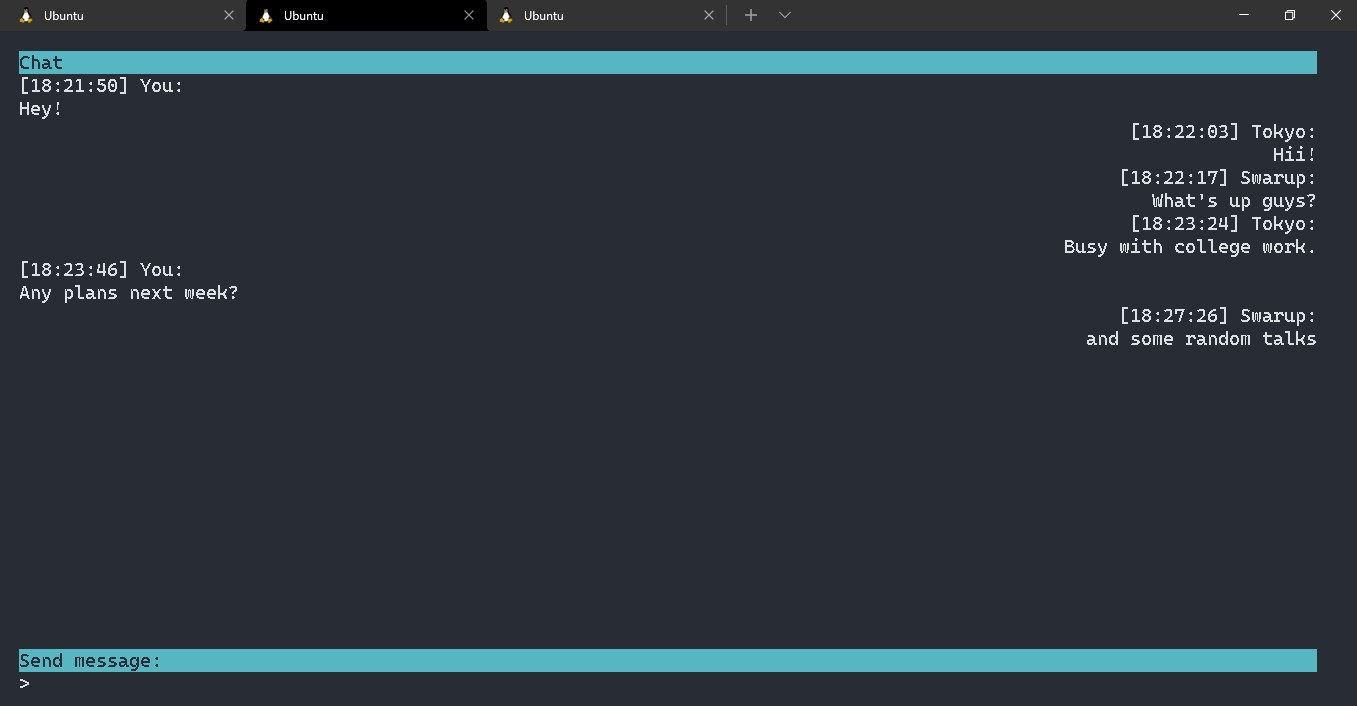 Ubuntu Ubuntu Ubuntu
Chat
[18:21:50] You:
Hey!
[18:22:03] Tokyo:
Hii!
[18:22:17] Swarup:
What's up guys?
[18:23:24] Tokyo:
Busy with college work.
[18:23:46] You:
Any plans next week?
[18:27:26] Swarup:
and some random talks
Send message:
>